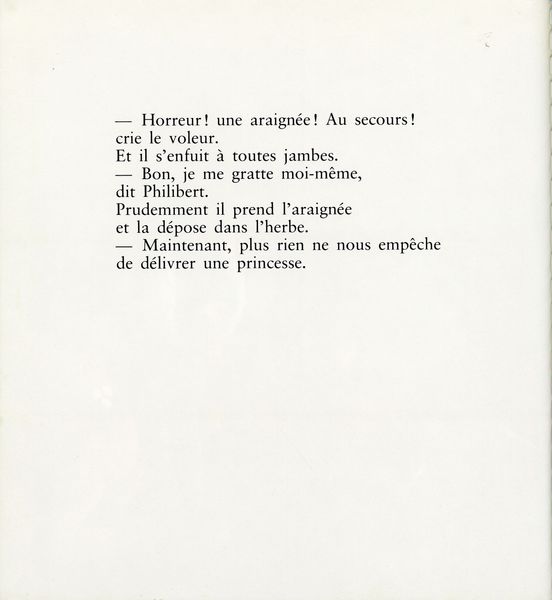 — Horreur! une araignée! Au secours!
crie le voleur.
Et il s'enfuit à toutes jambes.
— Bon, je me gratte moi-même,
dit Philibert.
Prudemment il prend l'araignée
et la dépose dans l'herbe.
— Maintenant, plus rien ne nous empêche
de délivrer une princesse.